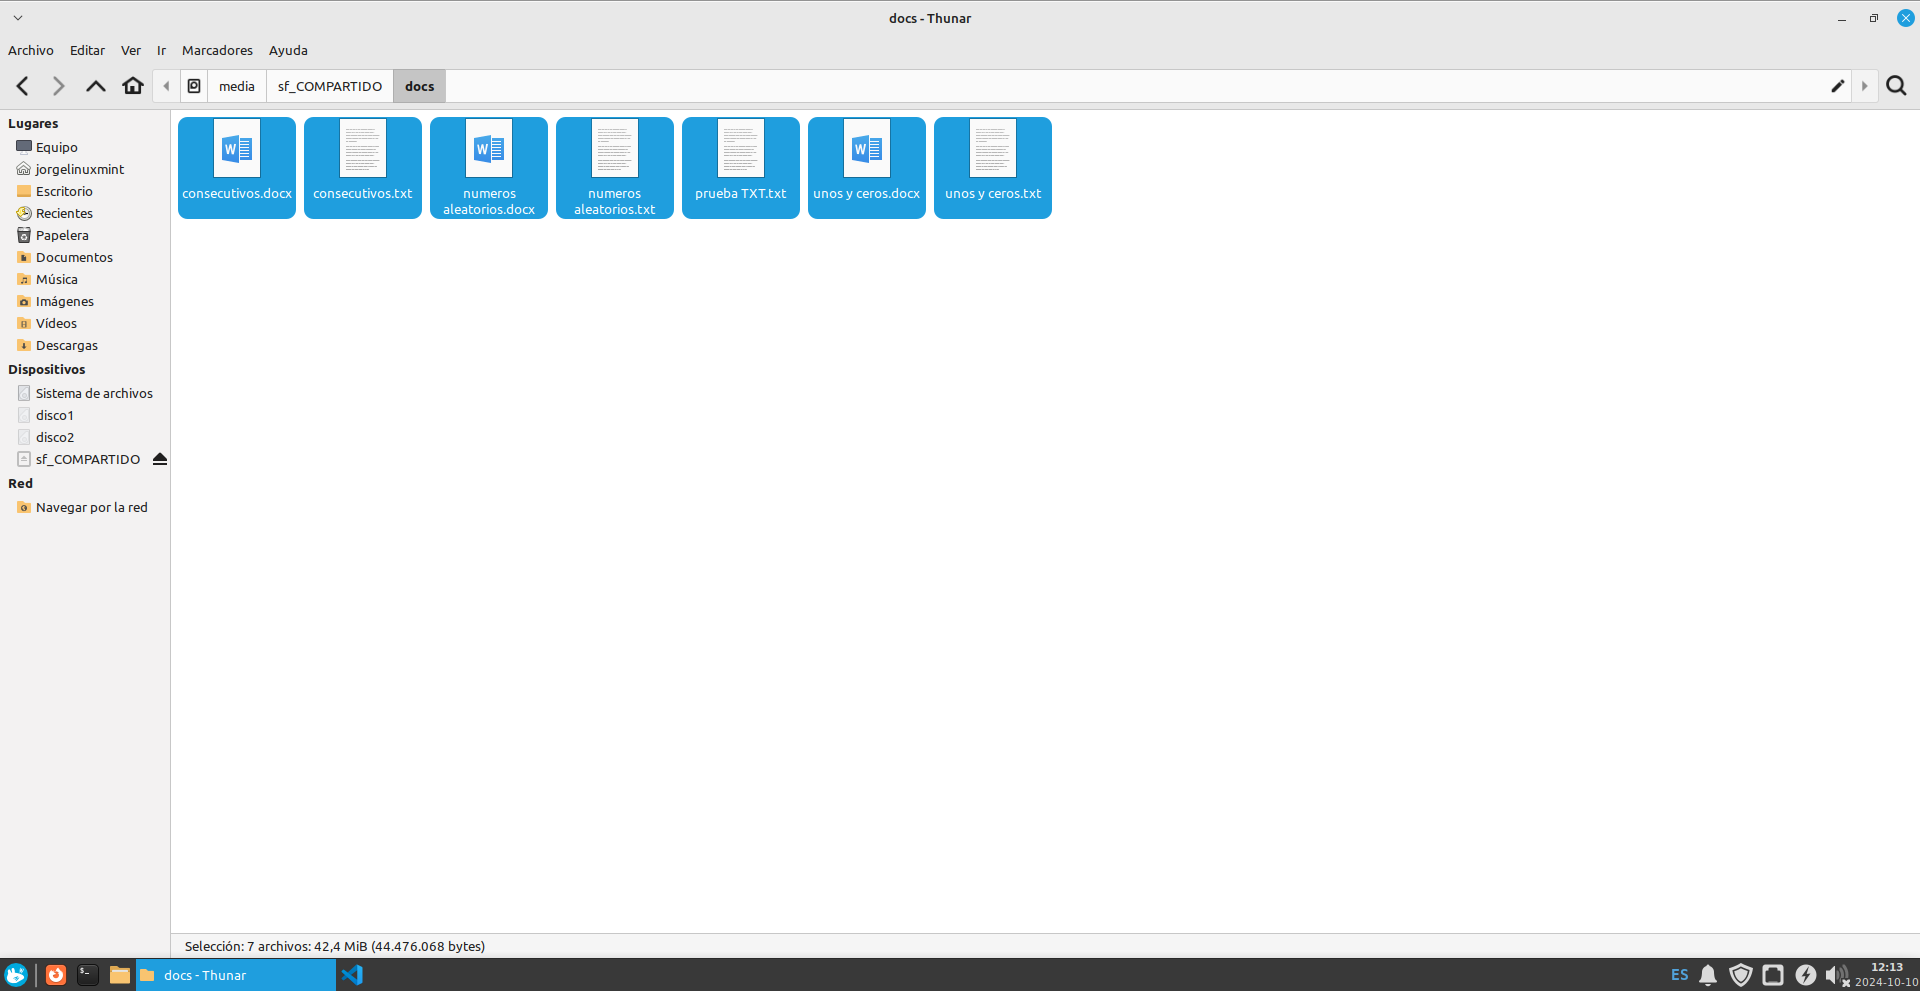 docs - Thunar
Archivo Editar Ver Ir Marcadores Ayuda
media sf_COMPARTIDO docs
Lugares
Equipo
jorgelinuxmint
Escritorio
Recientes
Papelera
Documentos
Música
Imágenes
Vídeos
Descargas
Dispositivos
Sistema de archivos
disco1
disco2
sf_COMPARTIDO
Red
Navegar por la red
consecutivos.docx
consecutivos.txt
numeros
aleatorios.docx
numeros
aleatorios.txt
prueba TXT.txt
unos y ceros.docx
unos y ceros.txt
Selección: 7 archivos: 42,4 MiB (44.476.068 bytes)
docs - Thunar
ES
12:13
2024-10-10